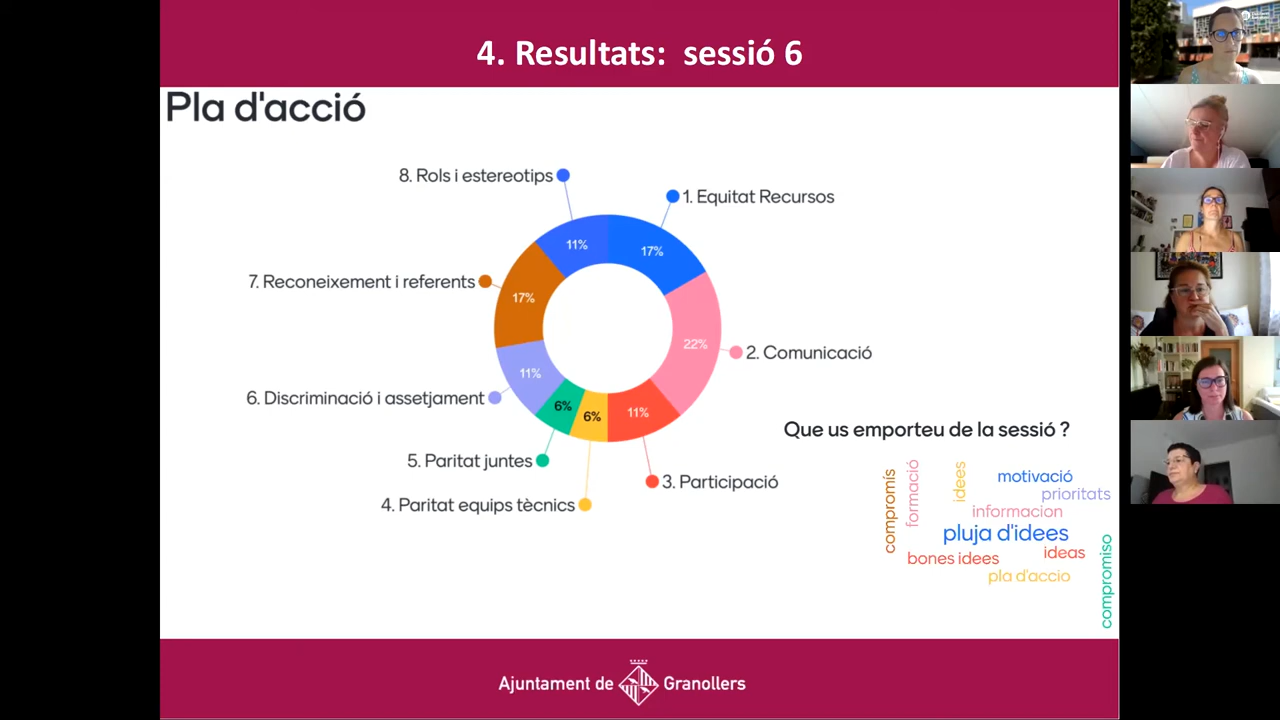 4. Resultats: sessió 6
Pla d'acció
8. Rols i estereotips
1. Equitat Recursos
11%
17%
7. Reconeixement i referents
17%
22%
2. Comunicació
11%
6. Discriminació i assetjament
6%
6%
11%
5. Paritat juntes
3. Participació
4. Paritat equips tècnics
Que us emporteu de la sessió ?
compromís
formació
idees
motivació
prioritats
informacion
pluja d'idees
bones idees
ideas
pla d'accio
compromiso
Ajuntament de Granollers